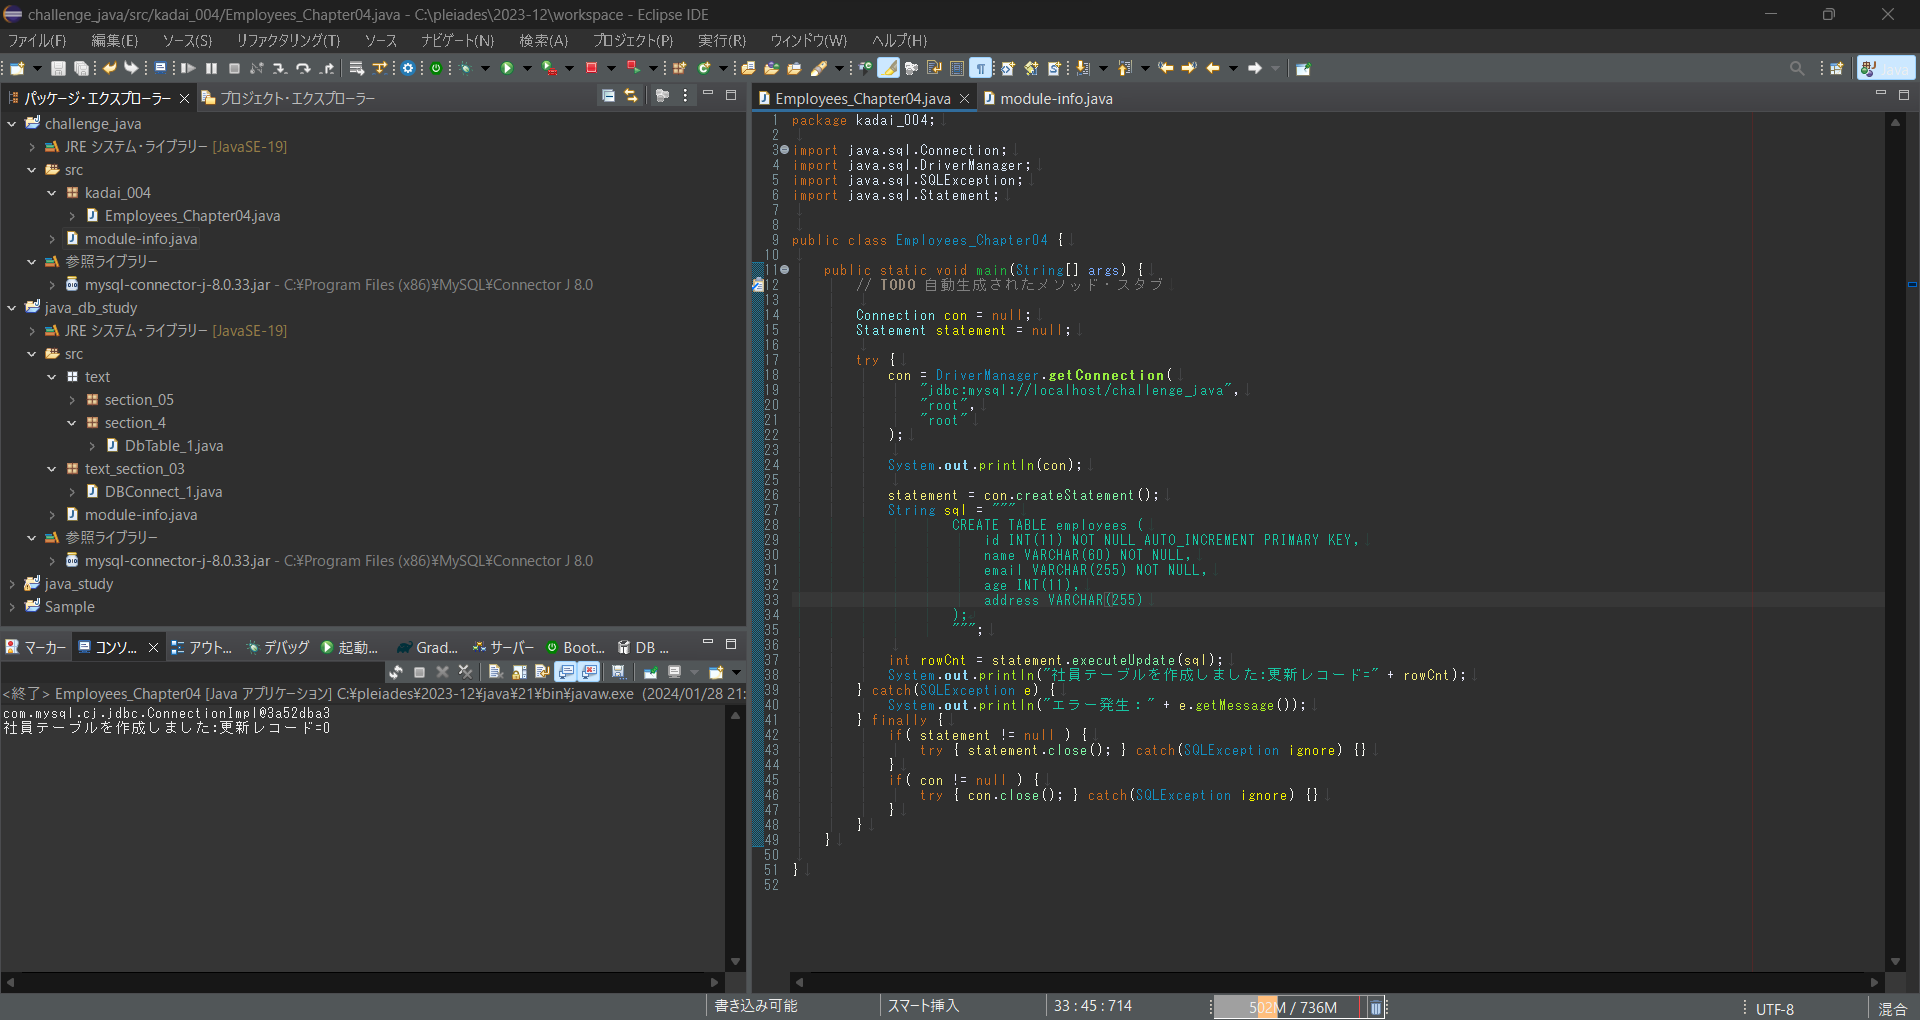 challenge_java/src/kadai_004/Employees_Chapter04.java - C:\pleiades\2023-12\workspace - Eclipse IDE
ファイル(F) 編集(E) ソース(S) リファクタリング(T) ソース ナビゲート(N) 検索(A) プロジェクト(P) 実行(R) ウィンドウ(W) ヘルプ(H)
Java
パッケージ・エクスプローラー プロジェクト・エクスプローラー
challenge_java
JRE システム・ライブラリー [JavaSE-19]
src
kadai_004
Employees_Chapter04.java
module-info.java
参照ライブラリー
mysql-connector-j-8.0.33.jar - C:¥Program Files (x86)¥MySQL¥Connector J 8.0
java_db_study
JRE システム・ライブラリー [JavaSE-19]
src
text
section_05
section_4
DbTable_1.java
text_section_03
DBConnect_1.java
module-info.java
参照ライブラリー
mysql-connector-j-8.0.33.jar - C:¥Program Files (x86)¥MySQL¥Connector J 8.0
java_study
Sample
マーカー コンソ... アウト... デバッグ 起動... Grad... サーバー Boot... DB ...
<終了> Employees_Chapter04 [Java アプリケーション] C:¥pleiades¥2023-12¥java¥21¥bin¥javaw.exe (2024/01/28 21:
com.mysql.cj.jdbc.ConnectionImpl@3a52dba3
社員テーブルを作成しました:更新レコード=0
Employees_Chapter04.java module-info.java
1 package kadai_004;
2
3 import java.sql.Connection;
4 import java.sql.DriverManager;
5 import java.sql.SQLException;
6 import java.sql.Statement;
7
8
9 public class Employees_Chapter04 {
10
11 public static void main(String[] args) {
12 // TODO 自動生成されたメソッド・スタブ
13
14 Connection con = null;
15 Statement statement = null;
16
17 try {
18 con = DriverManager.getConnection(
19 "jdbc:mysql://localhost/challenge_java",
20 "root",
21 "root"
22 );
23
24 System.out.println(con);
25
26 statement = con.createStatement();
27 String sql = """
28 CREATE TABLE employees (
29 id INT(11) NOT NULL AUTO_INCREMENT PRIMARY KEY,
30 name VARCHAR(60) NOT NULL,
31 email VARCHAR(255) NOT NULL,
32 age INT(11),
33 address VARCHAR(255)
34 );
35 """;
36
37 int rowCnt = statement.executeUpdate(sql);
38 System.out.println("社員テーブルを作成しました:更新レコード=" + rowCnt);
39 } catch(SQLException e) {
40 System.out.println("エラー発生：" + e.getMessage());
41 } finally {
42 if( statement != null ) {
43 try { statement.close(); } catch(SQLException ignore) {}
44 }
45 if( con != null ) {
46 try { con.close(); } catch(SQLException ignore) {}
47 }
48 }
49 }
50
51 }
52
書き込み可能 スマート挿入 33 : 45 : 714 502M / 736M UTF-8 混合